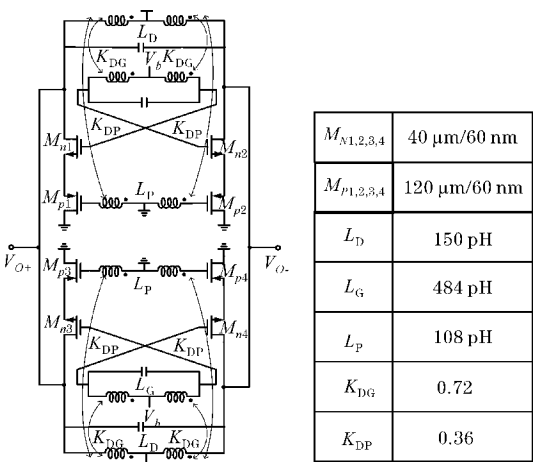 L_D
K_DG V_b K_DG
K_DP K_DP
M_n1 M_n2
M_p1 L_P M_p2
V_O+ V_O-
M_p3 L_P M_p4
M_n3 M_n4
K_DP K_DP
L_G
V_b
K_DG L_D K_DG
M_N1,2,3,4 40 μm/60 nm
M_P1,2,3,4 120 μm/60 nm
L_D 150 pH
L_G 484 pH
L_P 108 pH
K_DG 0.72
K_DP 0.36